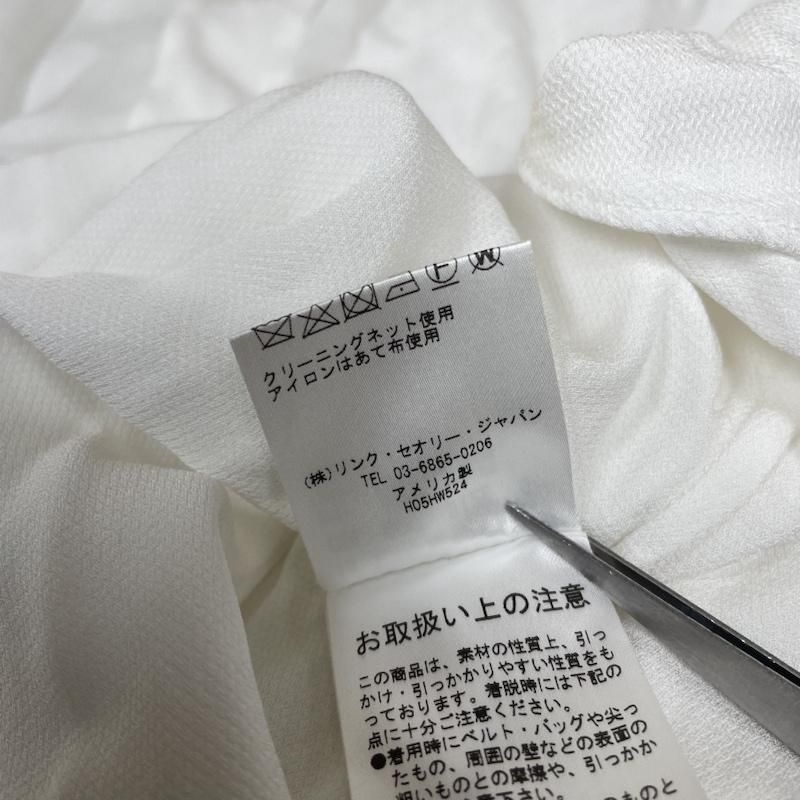 クリーニングネット使用
アイロンはあて布使用
(株)リンク・セオリー・ジャパン
TEL 03-6865-0206
アメリカ製
H05HW524
お取扱い上の注意
この商品は、素材の性質上、引っ
かけ・引っかかりやすい性質をも
っております。着脱時には下記の
点に十分ご注意ください。
●着用時にベルト・バッグや尖っ
たもの、周囲の壁などの表面の
粗いものとの摩擦や、引っかか
のものと